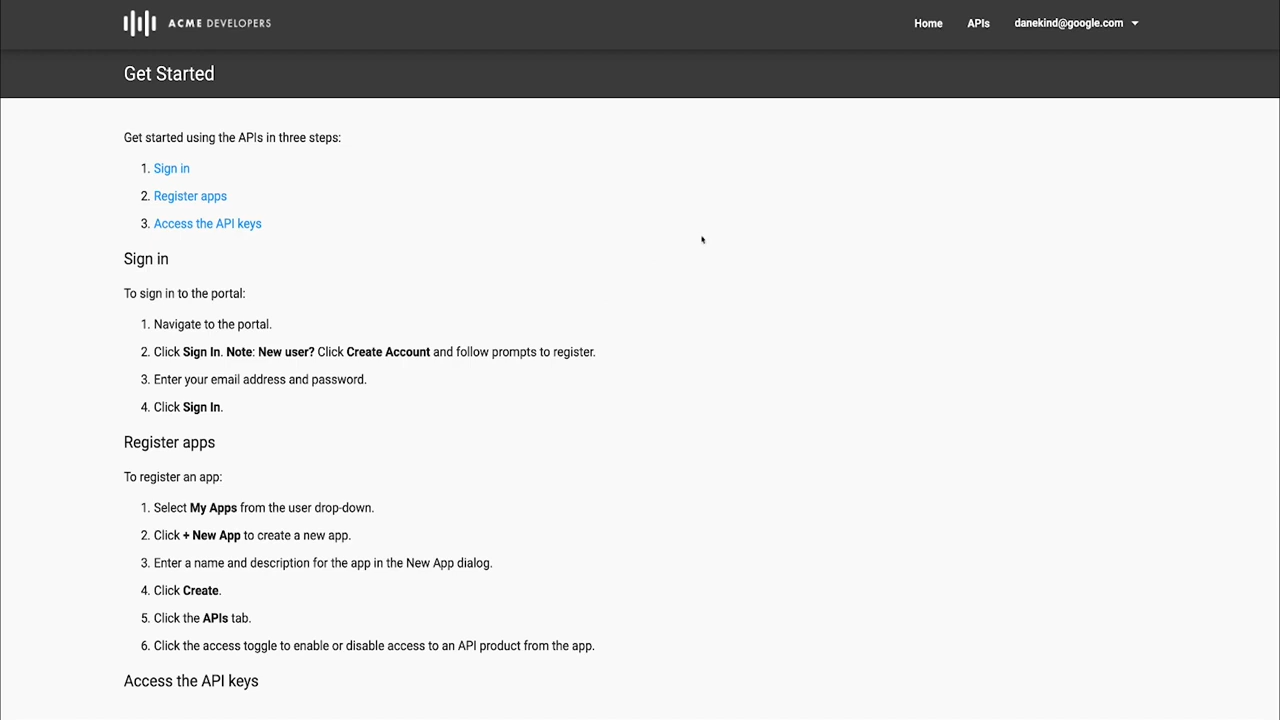 ACME DEVELOPERS
Home
APIs
danekind@google.com
Get Started
Get started using the APIs in three steps:
1. Sign in
2. Register apps
3. Access the API keys
Sign in
To sign in to the portal:
1. Navigate to the portal.
2. Click Sign In. Note: New user? Click Create Account and follow prompts to register.
3. Enter your email address and password.
4. Click Sign In.
Register apps
To register an app:
1. Select My Apps from the user drop-down.
2. Click + New App to create a new app.
3. Enter a name and description for the app in the New App dialog.
4. Click Create.
5. Click the APIs tab.
6. Click the access toggle to enable or disable access to an API product from the app.
Access the API keys